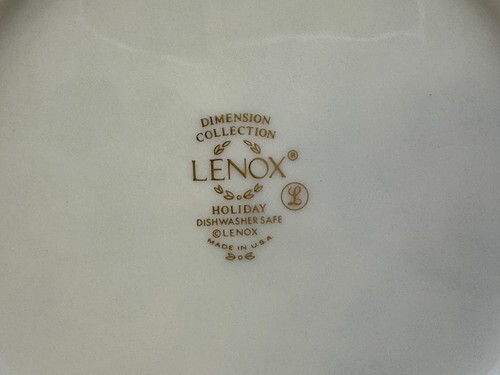 DIMENSION
COLLECTION
LENOX®
L
HOLIDAY
DISHWASHER SAFE
©LENOX
MADE IN U.S.A.